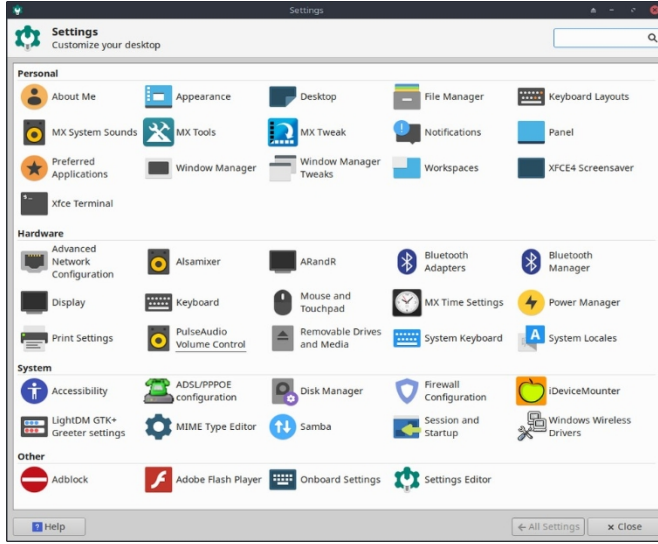 Settings
Settings
Customize your desktop
Personal
About Me
Appearance
Desktop
File Manager
Keyboard Layouts
MX System Sounds
MX Tools
MX Tweak
Notifications
Panel
Preferred
Applications
Window Manager
Window Manager
Tweaks
Workspaces
XFCE4 Screensaver
Xfce Terminal
Hardware
Advanced
Network
Configuration
Alsamixer
ARandR
Bluetooth
Adapters
Bluetooth
Manager
Display
Keyboard
Mouse and
Touchpad
MX Time Settings
Power Manager
Print Settings
PulseAudio
Volume Control
Removable Drives
and Media
System Keyboard
System Locales
System
Accessibility
ADSL/PPPOE
configuration
Disk Manager
Firewall
Configuration
iDeviceMounter
LightDM GTK+
Greeter settings
MIME Type Editor
Samba
Session and
Startup
Windows Wireless
Drivers
Other
Adblock
Adobe Flash Player
Onboard Settings
Settings Editor
Help
All Settings
Close